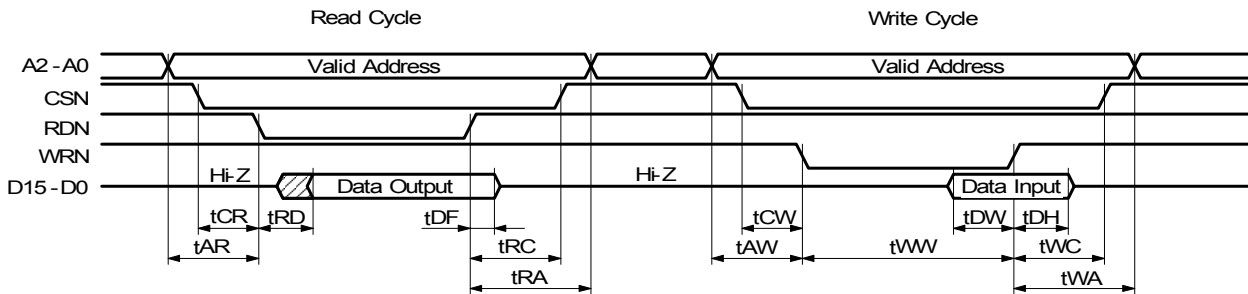 Read Cycle Write Cycle
A2-A0 Valid Address Valid Address
CSN
RDN
WRN
D15-D0 Hi-Z Data Output Hi-Z Data Input
tCR tRD tDF tCW tDW tDH
tAR tRC tAW tWW tWC
tRA tWA